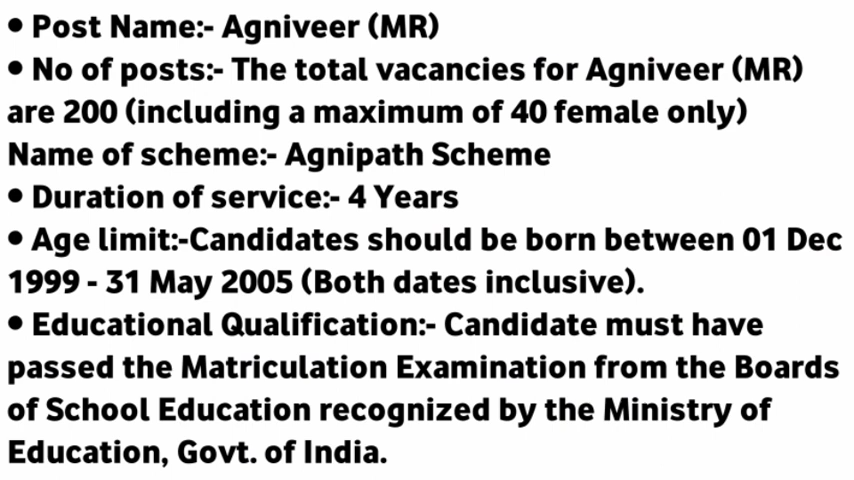 • Post Name:- Agniveer (MR)
• No of posts:- The total vacancies for Agniveer (MR)
are 200 (including a maximum of 40 female only)
Name of scheme:- Agnipath Scheme
• Duration of service:- 4 Years
• Age limit:-Candidates should be born between 01 Dec
1999 - 31 May 2005 (Both dates inclusive).
• Educational Qualification:- Candidate must have
passed the Matriculation Examination from the Boards
of School Education recognized by the Ministry of
Education, Govt. of India.